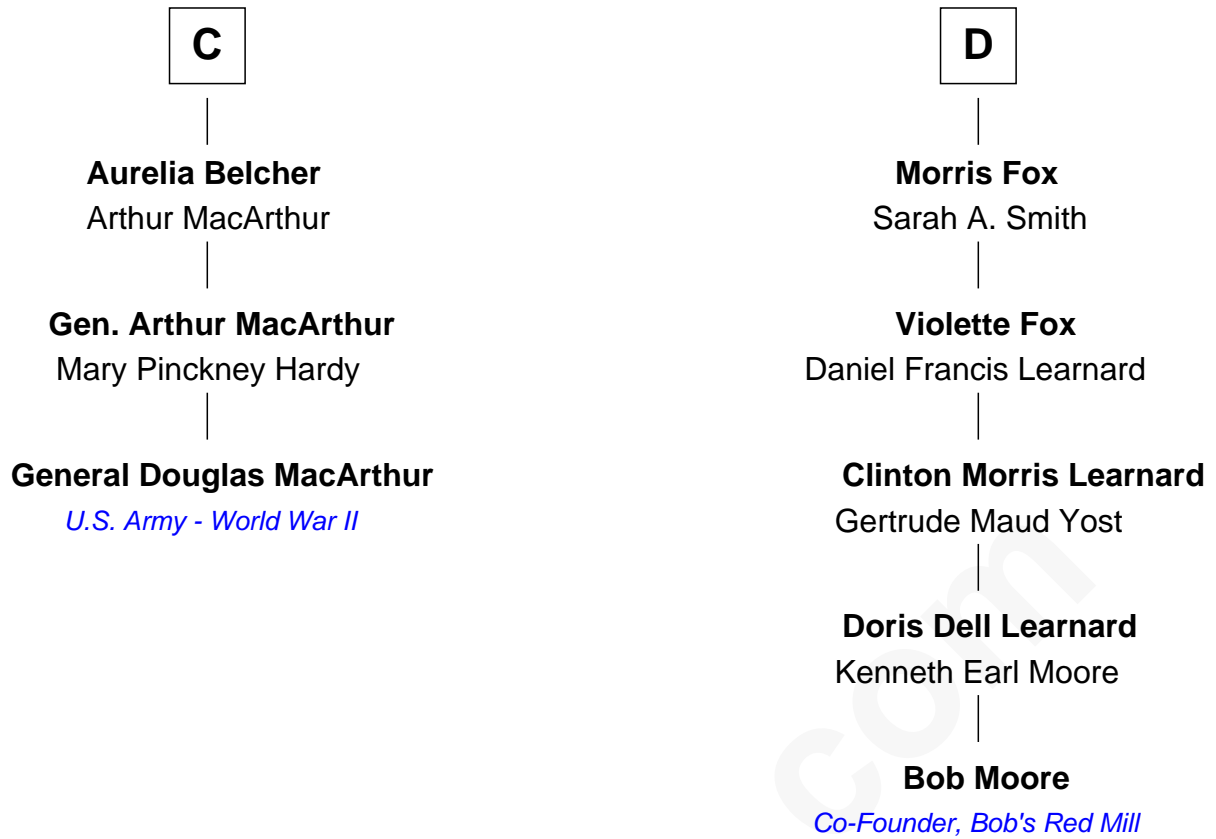 C
Aurelia Belcher
Arthur MacArthur
Gen. Arthur MacArthur
Mary Pinckney Hardy
General Douglas MacArthur
U.S. Army - World War II
D
Morris Fox
Sarah A. Smith
Violette Fox
Daniel Francis Learnard
Clinton Morris Learnard
Gertrude Maud Yost
Doris Dell Learnard
Kenneth Earl Moore
Bob Moore
Co-Founder, Bob's Red Mill
com